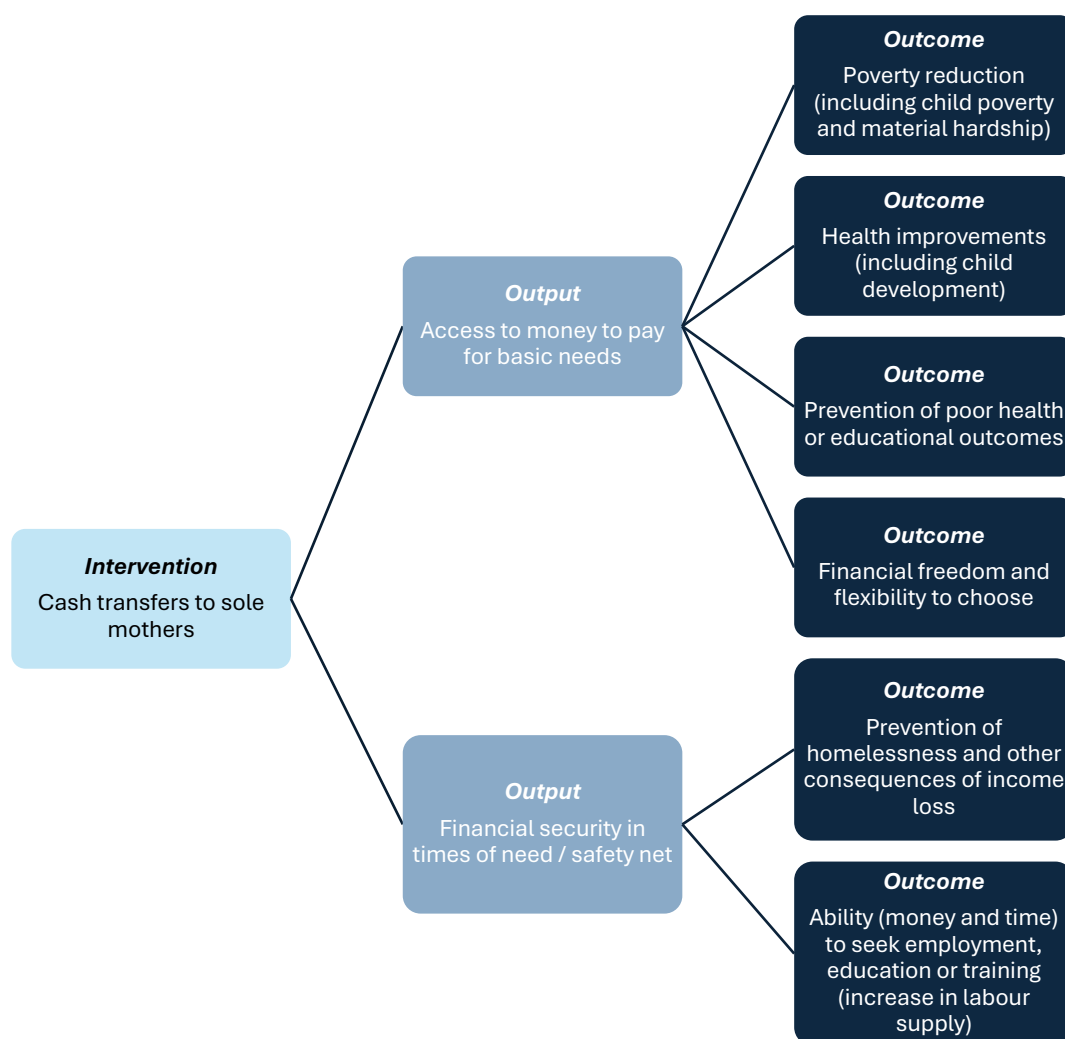 Outcome
Poverty reduction
(including child poverty
and material hardship)
Outcome
Health improvements
(including child
development)
Output
Access to money to pay
for basic needs
Outcome
Prevention of poor health
or educational outcomes
Outcome
Financial freedom and
flexibility to choose
Intervention
Cash transfers to sole
mothers
Outcome
Prevention of
homelessness and other
consequences of income
loss
Output
Financial security in
times of need / safety net
Outcome
Ability (money and time)
to seek employment,
education or training
(increase in labour
supply)